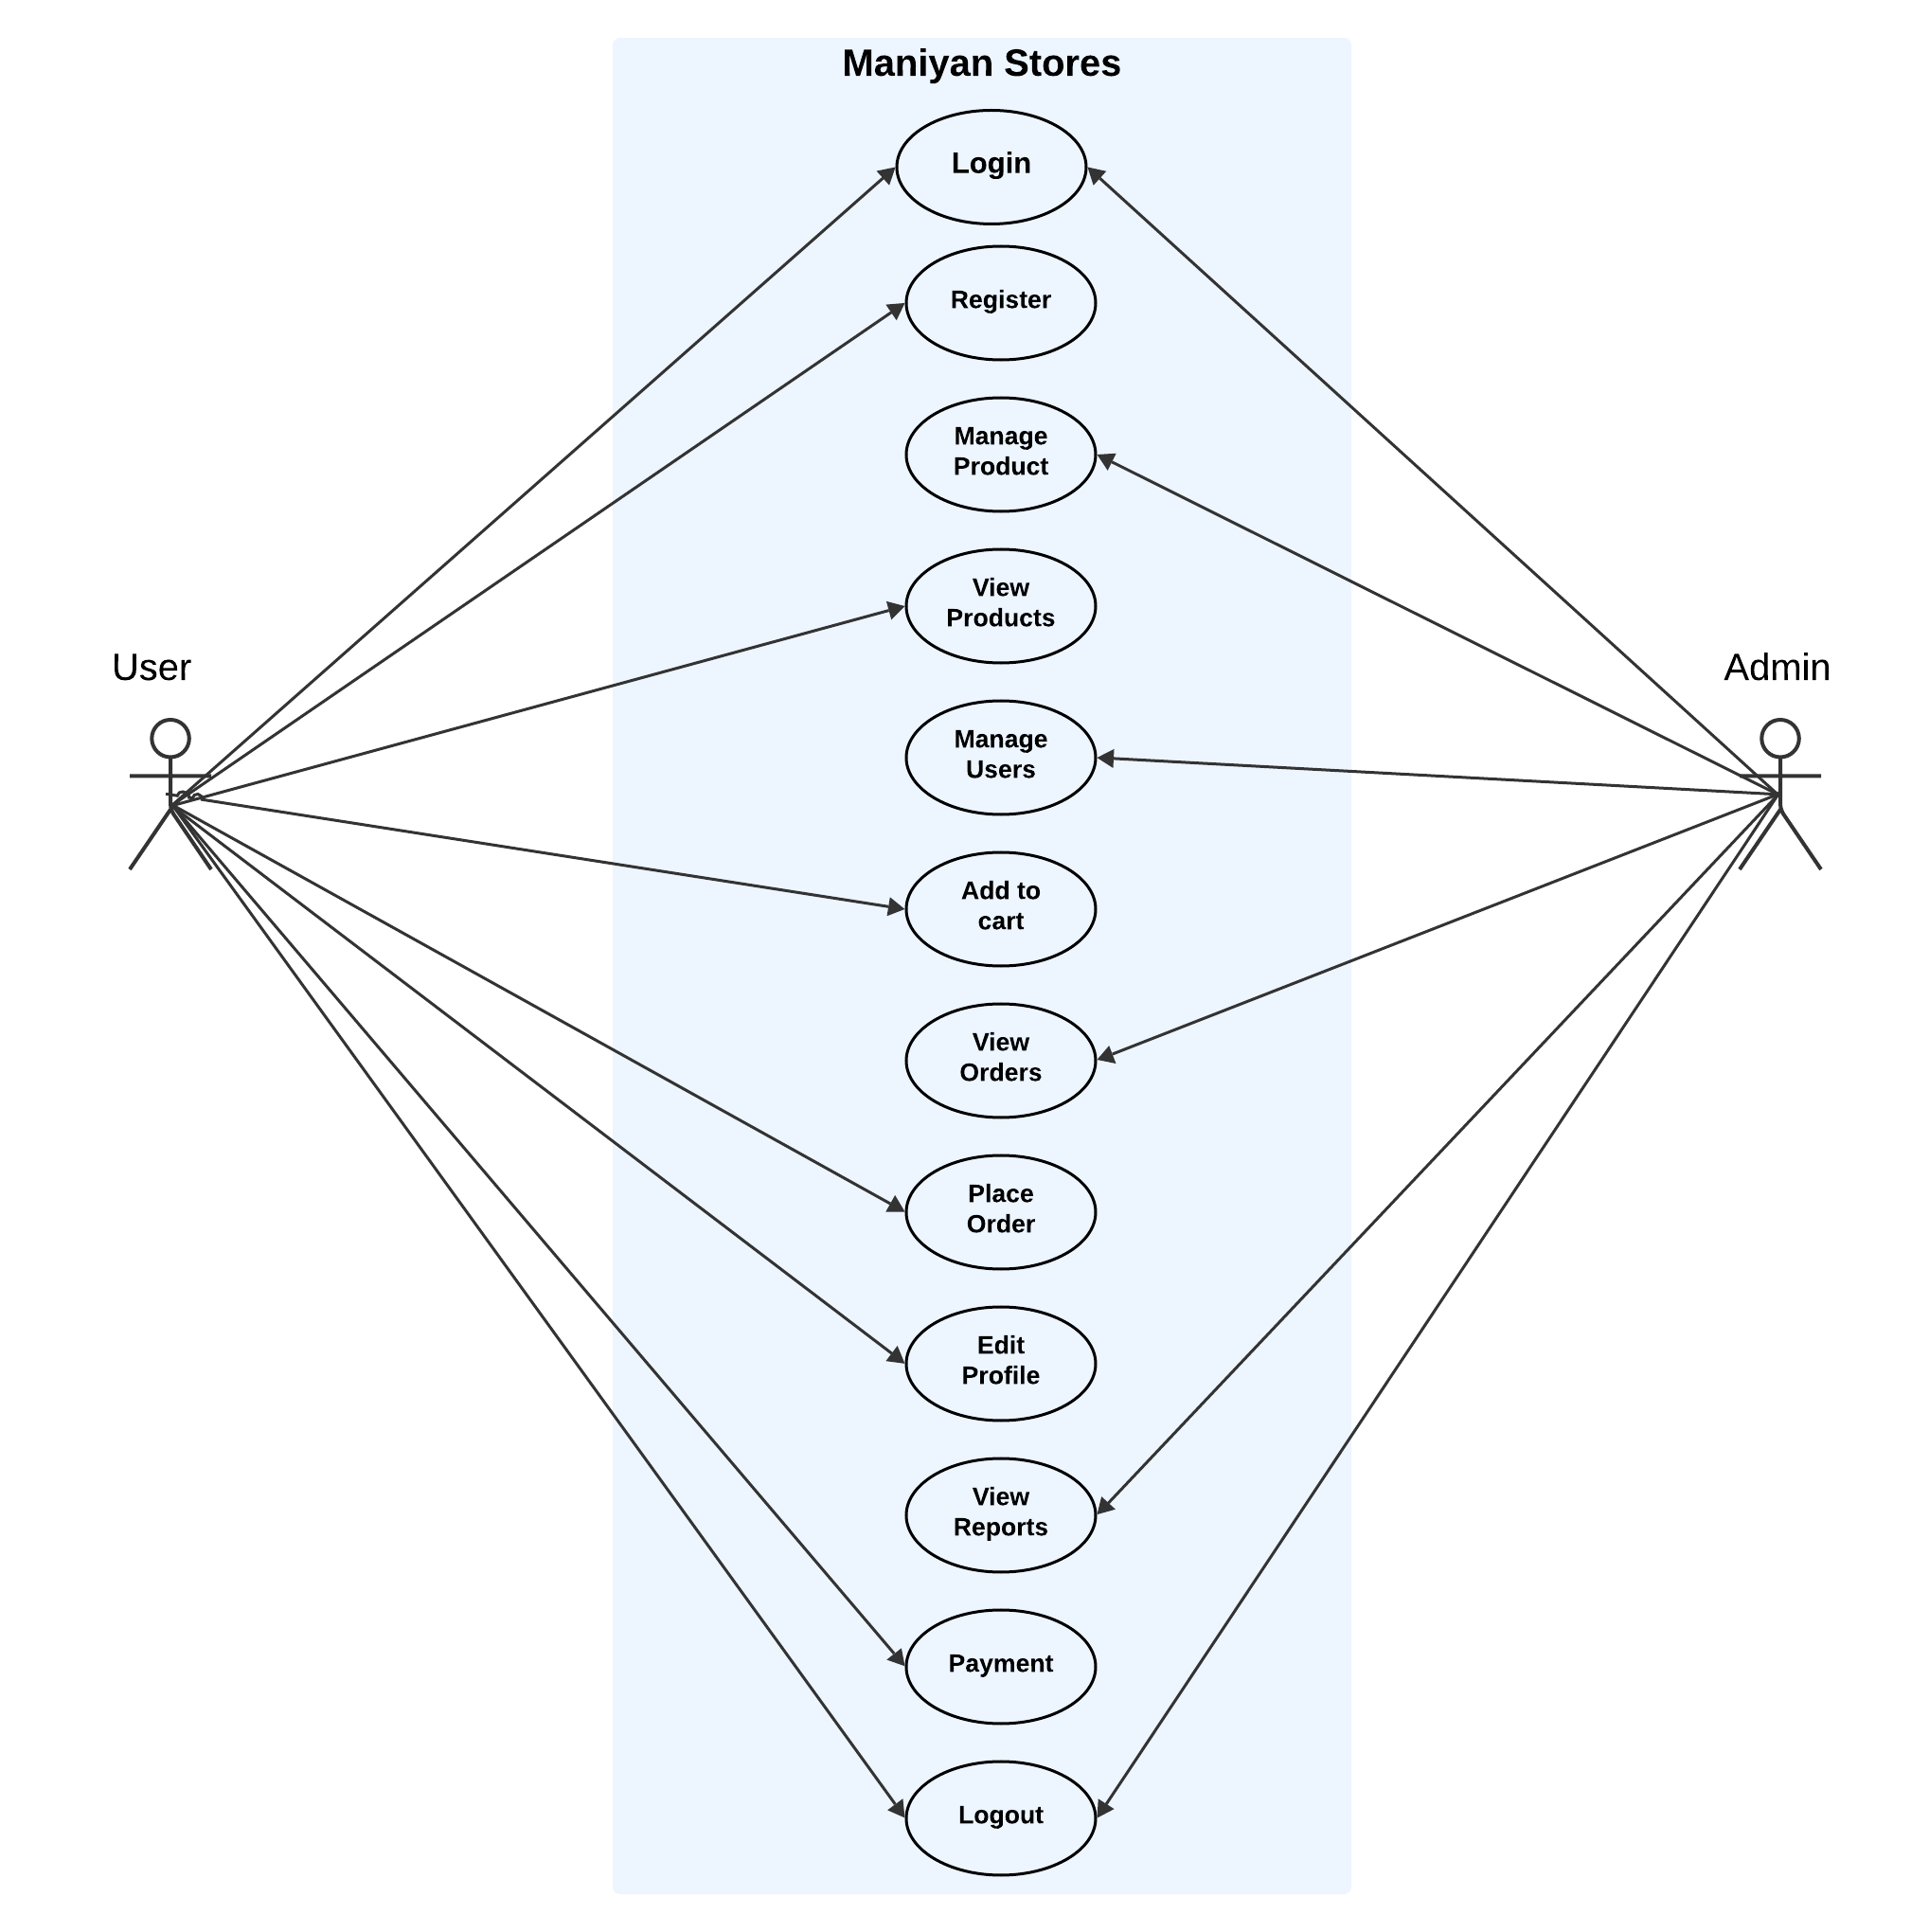 Maniyan Stores
Login
Register
Manage
Product
View
Products
User
Admin
Manage
Users
Add to
cart
View
Orders
Place
Order
Edit
Profile
View
Reports
Payment
Logout